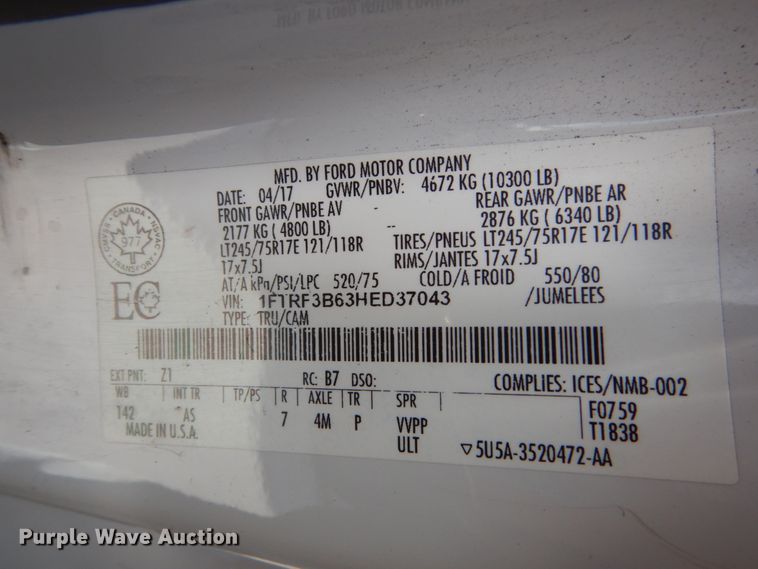 MFD. BY FORD MOTOR COMPANY
DATE: 04/17 GVWR/PNBV: 4672 KG (10300 LB)
FRONT GAWR/PNBE AV REAR GAWR/PNBE AR
2177 KG ( 4800 LB) -- 2876 KG ( 6340 LB)
LT245/75R17E 121/118R TIRES/PNEUS LT245/75R17E 121/118R
17x7.5J RIMS/JANTES 17x7.5J
AT/A kPa/PSI/LPC 520/75 COLD/A FROID 550/80
VIN: 1FTRF3B63HED37043 /JUMELEES
TYPE: TRU/CAM
CANADA
CMVSR NSVAC
977
TRANSPORT
EC
EXT PNT: Z1 RC: B7 DSO: COMPLIES: ICES/NMB-002
WB INT TR TP/PS R AXLE TR SPR F0759
142 AS 7 4M P VVPP T1838
MADE IN U.S.A. ULT ▽5U5A-3520472-AA
Purple Wave Auction